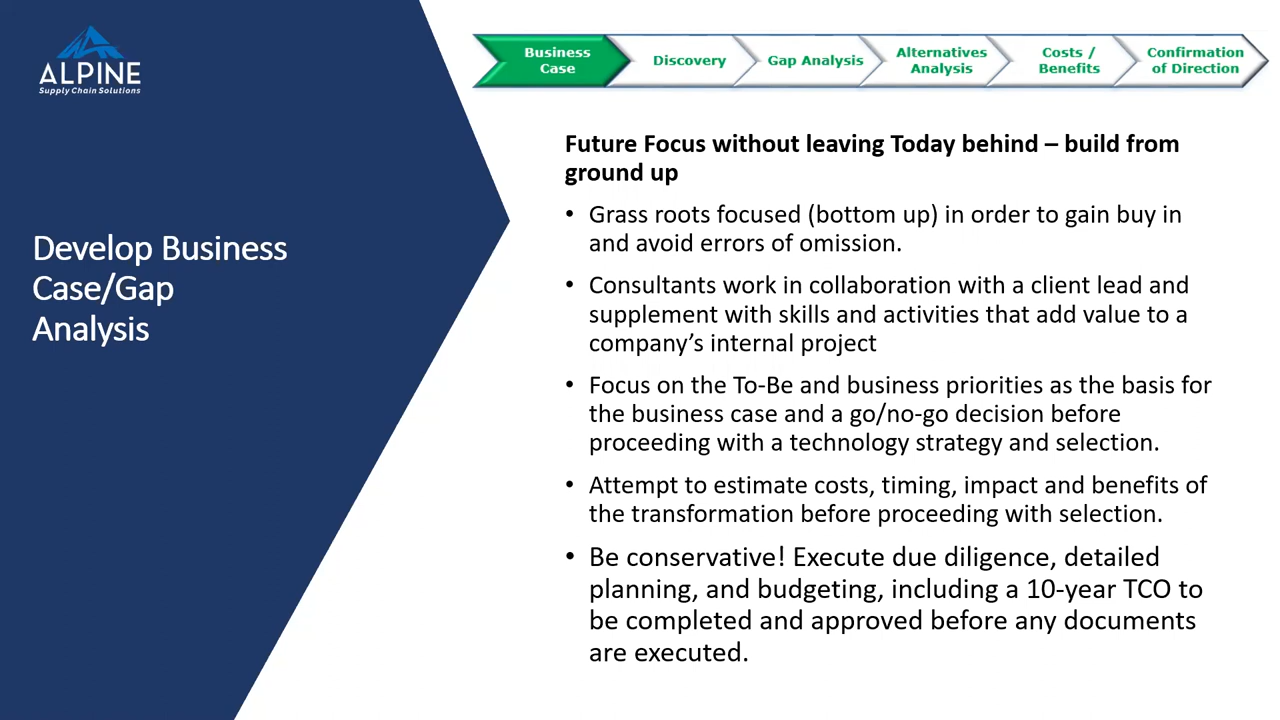 ALPINE
Supply Chain Solutions
Business
Case
Discovery
Gap Analysis
Alternatives
Analysis
Costs /
Benefits
Confirmation
of Direction
Develop Business
Case/Gap
Analysis
Future Focus without leaving Today behind – build from
ground up
• Grass roots focused (bottom up) in order to gain buy in
and avoid errors of omission.
• Consultants work in collaboration with a client lead and
supplement with skills and activities that add value to a
company’s internal project
• Focus on the To-Be and business priorities as the basis for
the business case and a go/no-go decision before
proceeding with a technology strategy and selection.
• Attempt to estimate costs, timing, impact and benefits of
the transformation before proceeding with selection.
• Be conservative! Execute due diligence, detailed
planning, and budgeting, including a 10-year TCO to
be completed and approved before any documents
are executed.